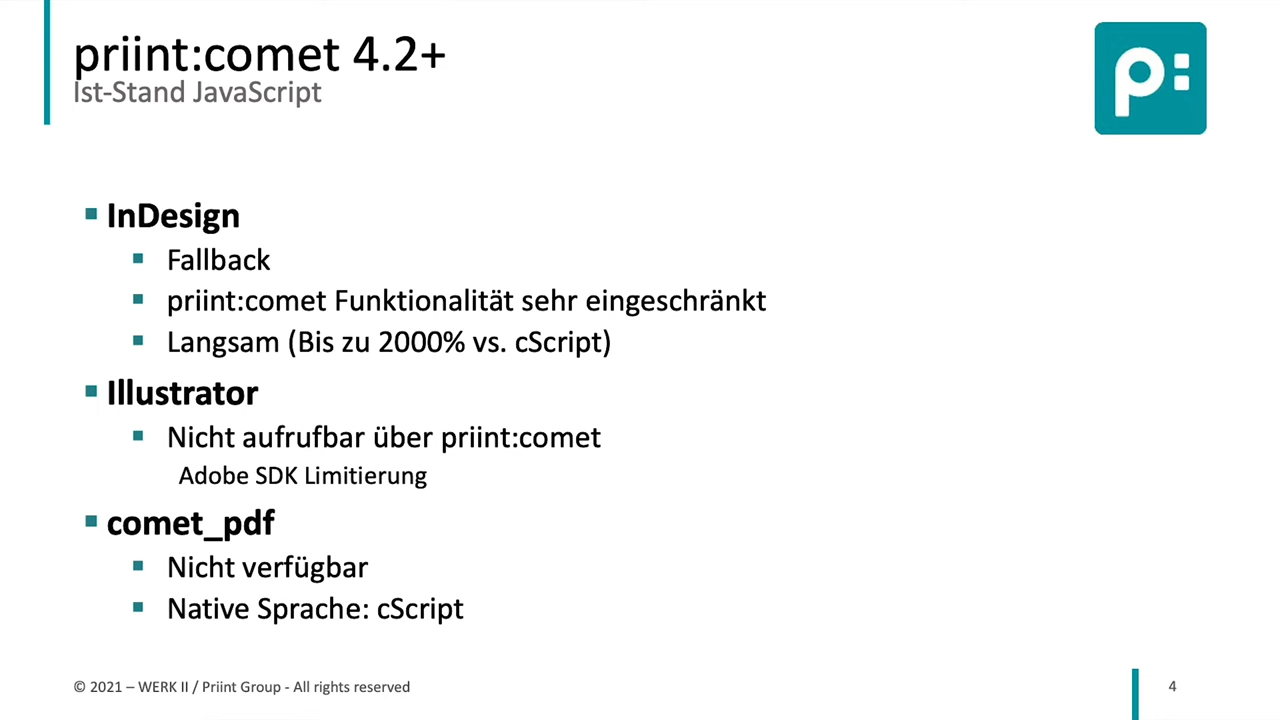 priint:comet 4.2+
Ist-Stand JavaScript
p:
InDesign
Fallback
priint:comet Funktionalität sehr eingeschränkt
Langsam (Bis zu 2000% vs. cScript)
Illustrator
Nicht aufrufbar über priint:comet
Adobe SDK Limitierung
comet_pdf
Nicht verfügbar
Native Sprache: cScript
© 2021 – WERK II / Priint Group - All rights reserved
4